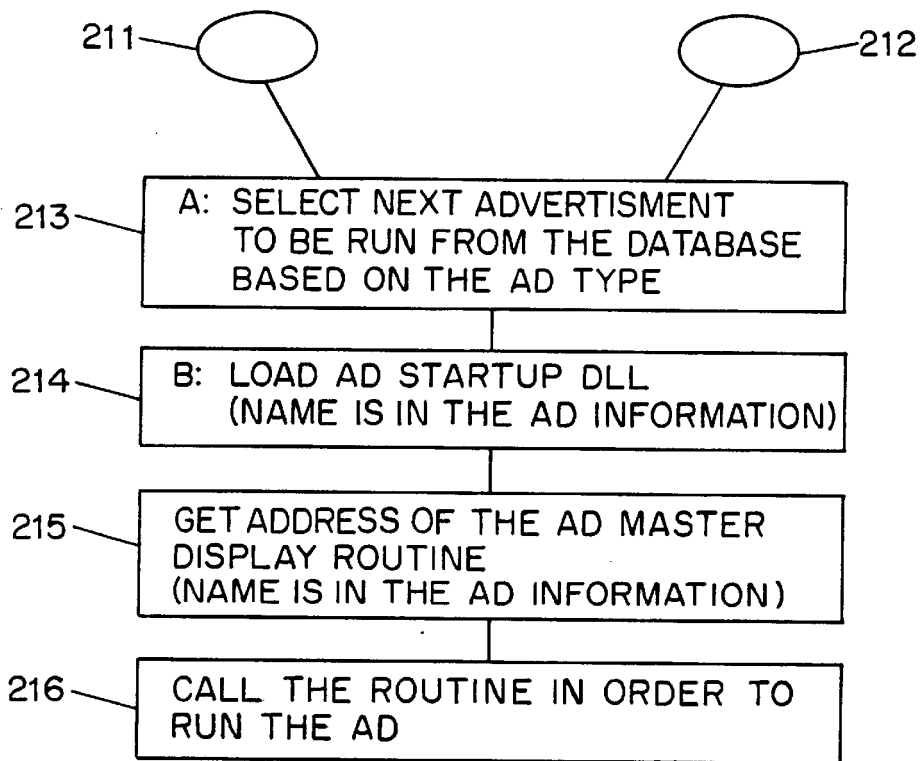 211
212
213
A: SELECT NEXT ADVERTISMENT
TO BE RUN FROM THE DATABASE
BASED ON THE AD TYPE
214
B: LOAD AD STARTUP DLL
(NAME IS IN THE AD INFORMATION)
215
GET ADDRESS OF THE AD MASTER
DISPLAY ROUTINE
(NAME IS IN THE AD INFORMATION)
216
CALL THE ROUTINE IN ORDER TO
RUN THE AD